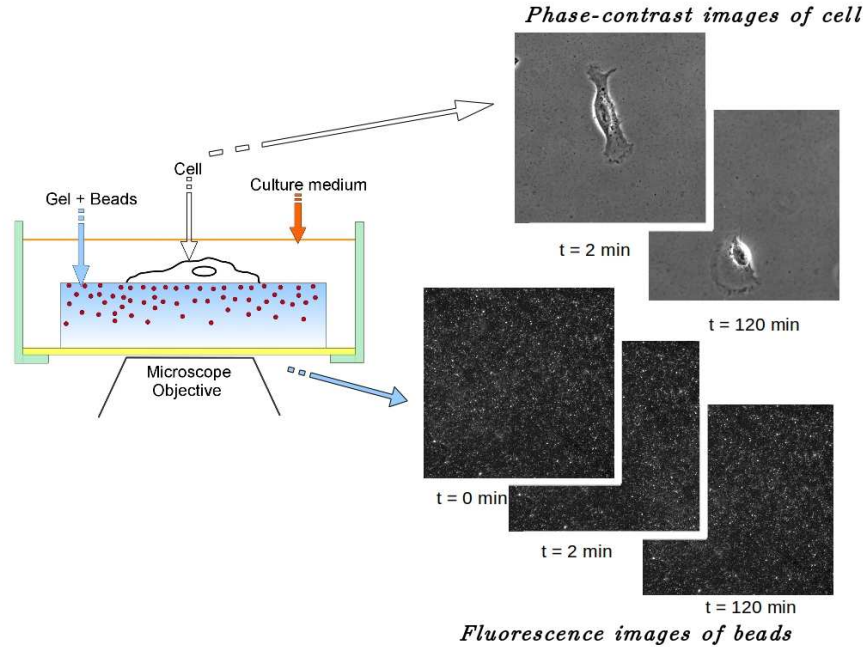 Phase-contrast images of cell
Cell
Gel + Beads
Culture medium
t = 2 min
t = 120 min
Microscope
Objective
t = 0 min
t = 2 min
t = 120 min
Fluorescence images of beads